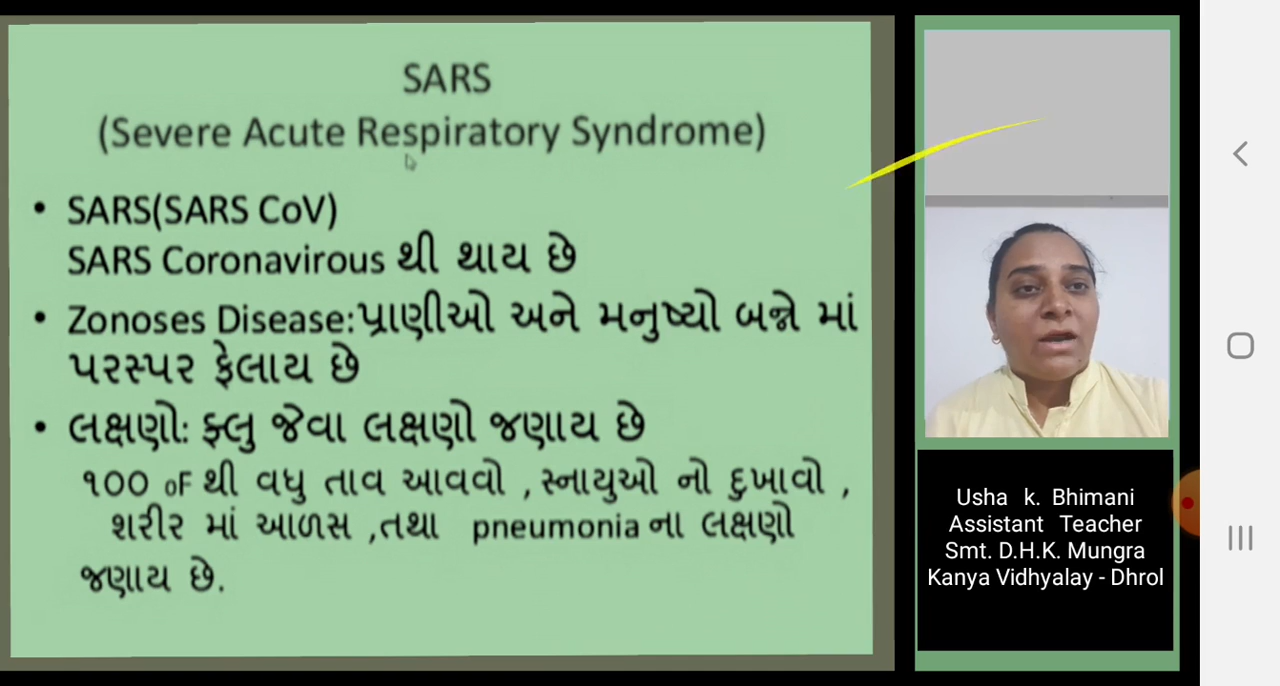 SARS
(Severe Acute Respiratory Syndrome)
• SARS(SARS CoV)
SARS Coronavirous થી થાય છે
• Zonoses Disease:પ્રાણીઓ અને મનુષ્યો બન્ને માં
પરસ્પર ફેલાય છે
• લક્ષણો: ફ્લુ જેવા લક્ષણો જણાય છે
૧૦૦ oF થી વધુ તાવ આવવો ,સ્નાયુઓ નો દુખાવો ,
શરીર માં આળસ ,તથા pneumonia ના લક્ષણો
જણાય છે.
Usha k. Bhimani
Assistant Teacher
Smt. D.H.K. Mungra
Kanya Vidhyalay - Dhrol